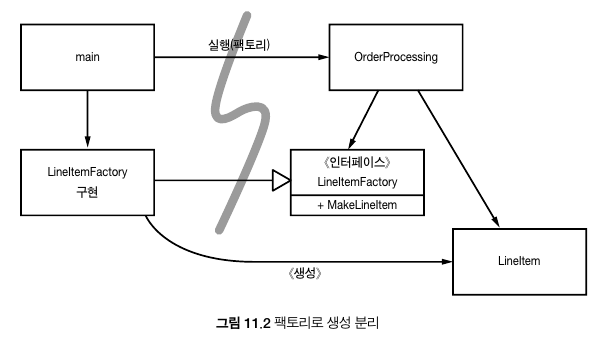 main
실행(팩토리)
OrderProcessing
LineItemFactory
구현
《인터페이스》
LineItemFactory
+ MakeLineItem
LineItem
《생성》
그림 11.2 팩토리로 생성 분리